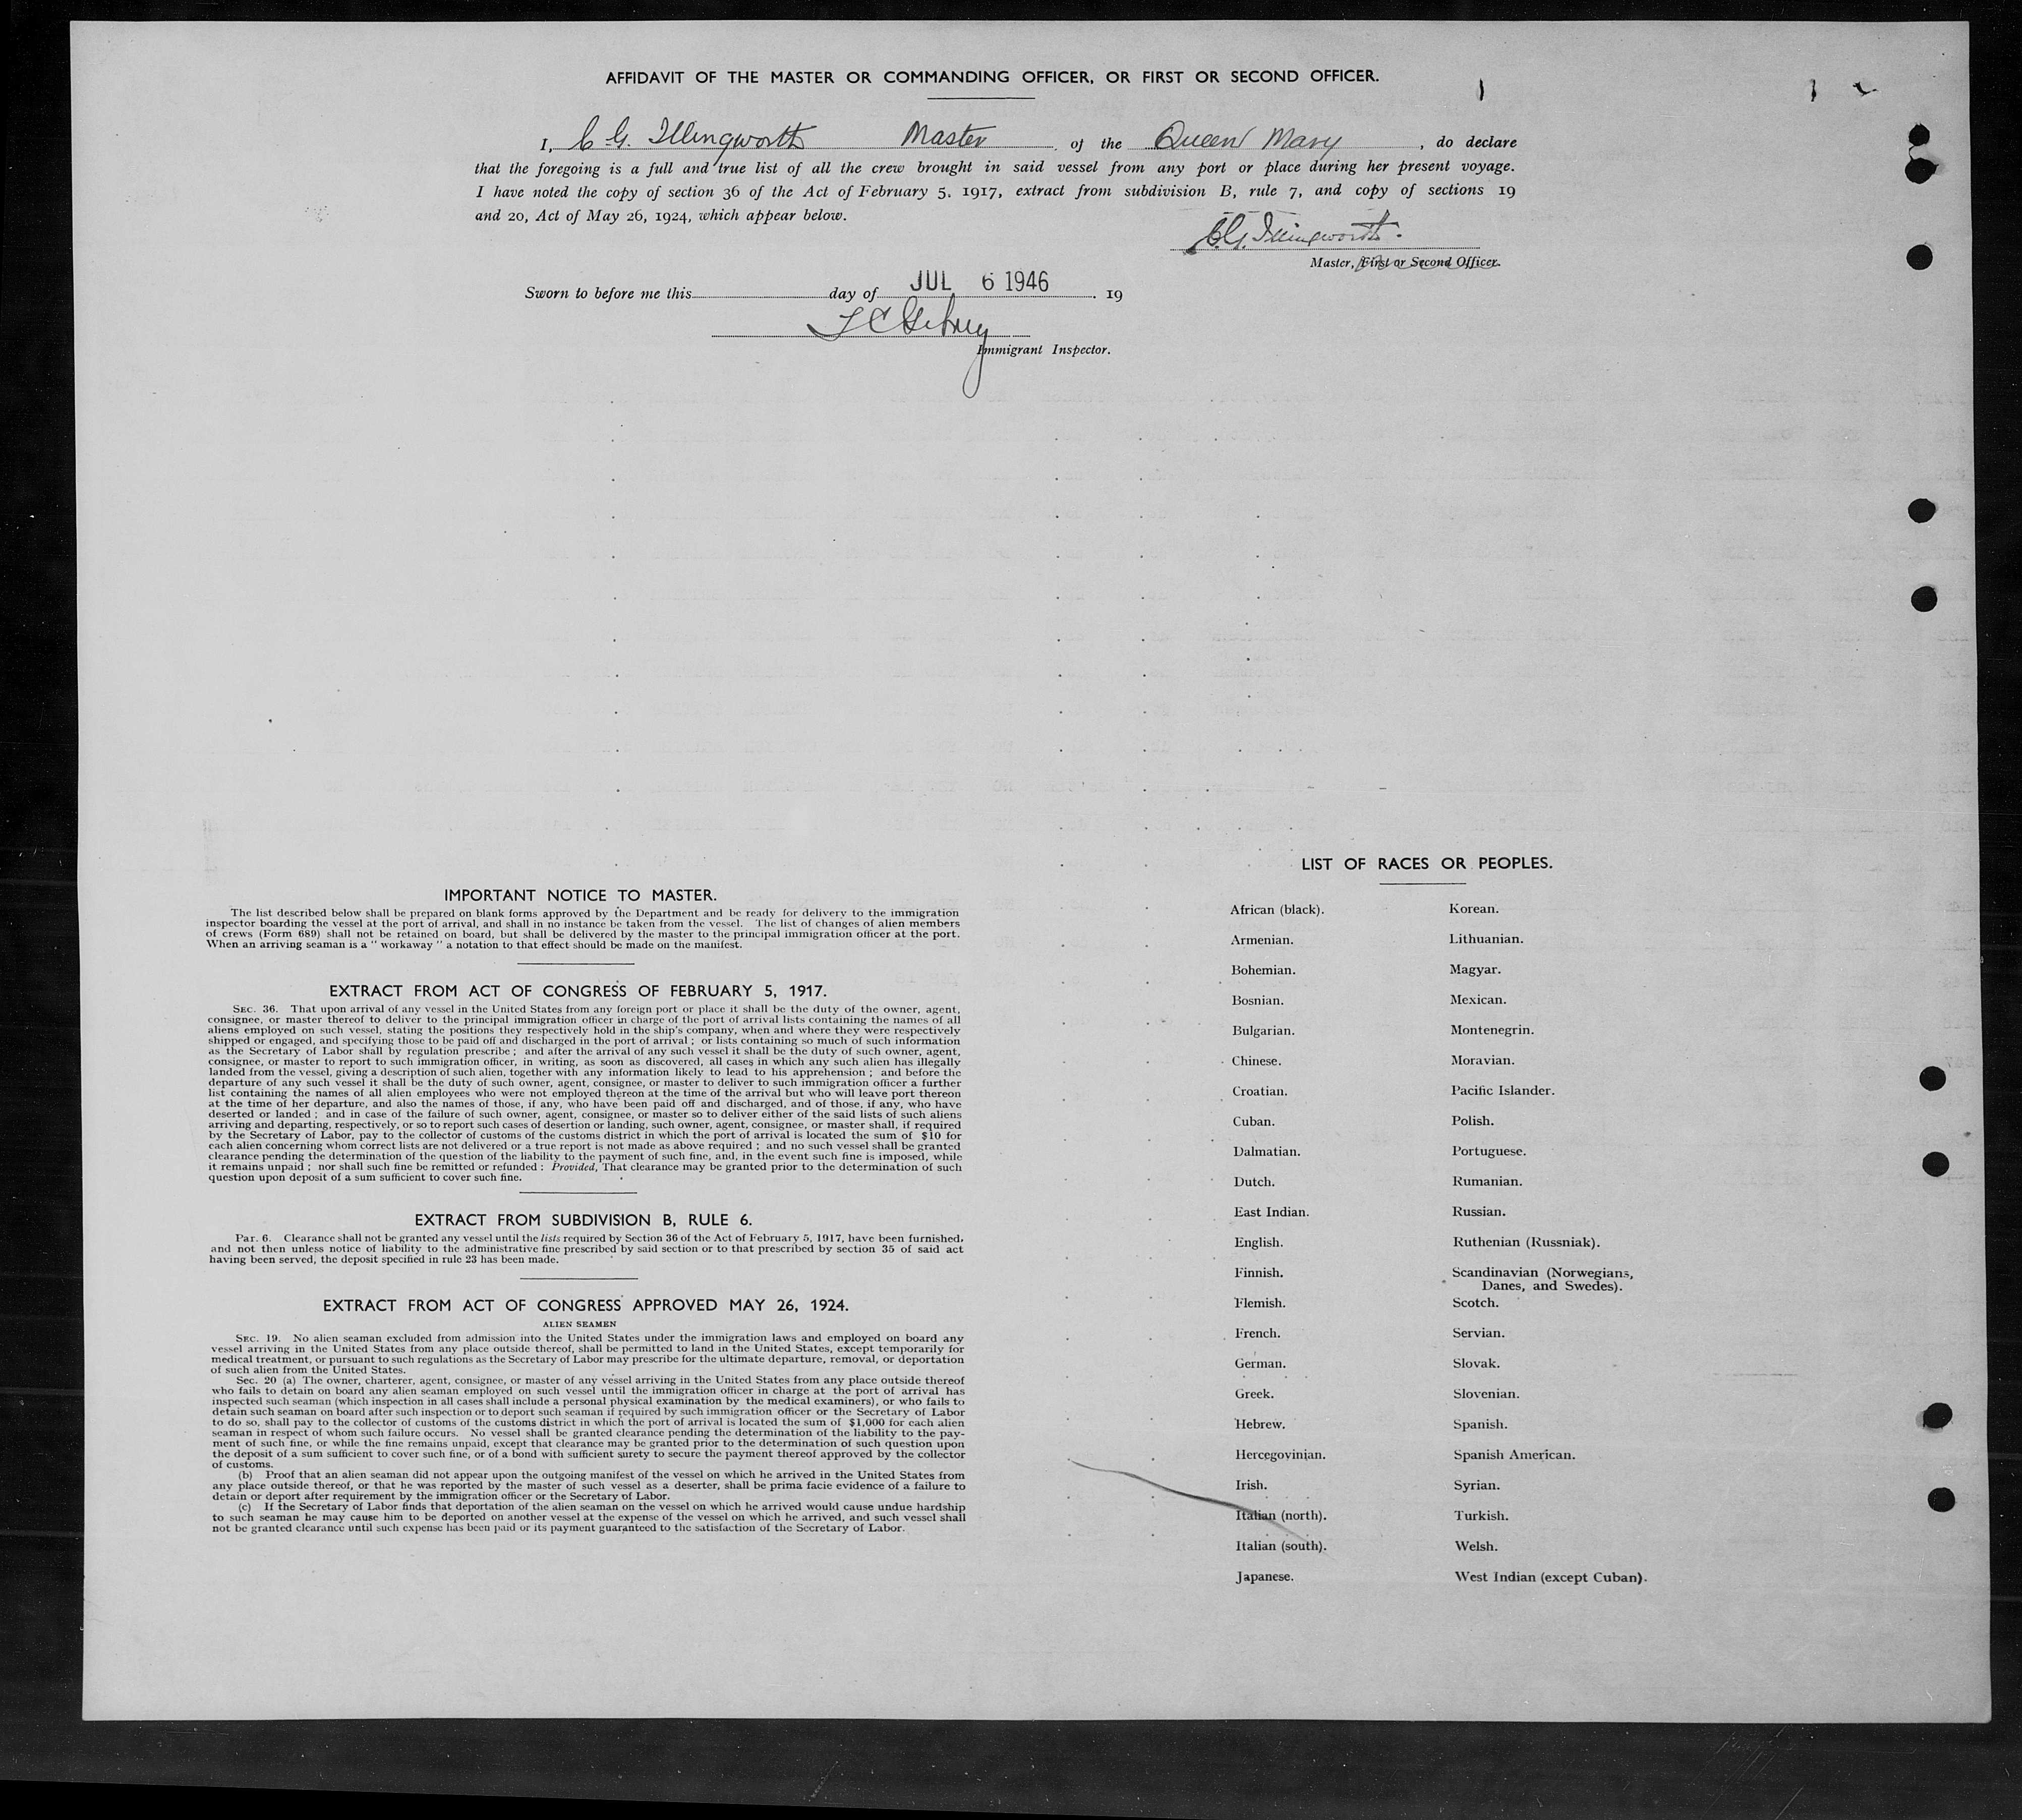 AFFIDAVIT OF THE MASTER OR COMMANDING OFFICER, OR FIRST OR SECOND OFFICER.
I, C. G. Illingworth Master of the Queen Mary, do declare
that the foregoing is a full and true list of all the crew brought in said vessel from any port or place during her present voyage.
I have noted the copy of section 36 of the Act of February 5, 1917, extract from subdivision B, rule 7, and copy of sections 19
and 20, Act of May 26, 1924, which appear below.
C.G. Illingworth.
Master, First or Second Officer.
Sworn to before me this day of JUL 6 1946. 19
Immigrant Inspector.
IMPORTANT NOTICE TO MASTER.
The list described below shall be prepared on blank forms approved by the Department and be ready for delivery to the immigration
inspector boarding the vessel at the port of arrival, and shall in no instance be taken from the vessel. The list of changes of alien members
of crews (Form 689) shall not be retained on board, but shall be delivered by the master to the principal immigration officer at the port.
When an arriving seaman is a " workaway " a notation to that effect should be made on the manifest.
EXTRACT FROM ACT OF CONGRESS OF FEBRUARY 5, 1917.
SEC. 36. That upon arrival of any vessel in the United States from any foreign port or place it shall be the duty of the owner, agent,
consignee, or master thereof to deliver to the principal immigration officer in charge of the port of arrival lists containing the names of all
aliens employed on such vessel, stating the positions they respectively hold in the ship's company, when and where they were respectively
shipped or engaged, and specifying those to be paid off and discharged in the port of arrival ; or lists containing so much of such information
as the Secretary of Labor shall by regulation prescribe ; and after the arrival of any such vessel it shall be the duty of such owner, agent,
consignee, or master to report to such immigration officer, in writing, as soon as discovered, all cases in which any such alien has illegally
landed from the vessel, giving a description of such alien, together with any information likely to lead to his apprehension ; and before the
departure of any such vessel it shall be the duty of such owner, agent, consignee, or master to deliver to such immigration officer a further
list containing the names of all alien employees who were not employed thereon at the time of the arrival but who will leave port thereon
at the time of her departure, and also the names of those, if any, who have been paid off and discharged, and of those, if any, who have
deserted or landed ; and in case of the failure of such owner, agent, consignee, or master so to deliver either of the said lists of such aliens
arriving and departing, respectively, or so to report such cases of desertion or landing, such owner, agent, consignee, or master shall, if required
by the Secretary of Labor, pay to the collector of customs of the customs district in which the port of arrival is located the sum of $10 for
each alien concerning whom correct lists are not delivered or a true report is not made as above required ; and no such vessel shall be granted
clearance pending the determination of the question of the liability to the payment of such fine, and, in the event such fine is imposed, while
it remains unpaid ; nor shall such fine be remitted or refunded : Provided, That clearance may be granted prior to the determination of such
question upon deposit of a sum sufficient to cover such fine.
EXTRACT FROM SUBDIVISION B, RULE 6.
Par. 6. Clearance shall not be granted any vessel until the lists required by Section 36 of the Act of February 5, 1917, have been furnished,
and not then unless notice of liability to the administrative fine prescribed by said section or to that prescribed by section 35 of said act
having been served, the deposit specified in rule 23 has been made.
EXTRACT FROM ACT OF CONGRESS APPROVED MAY 26, 1924.
ALIEN SEAMEN
SEC. 19. No alien seaman excluded from admission into the United States under the immigration laws and employed on board any
vessel arriving in the United States from any place outside thereof, shall be permitted to land in the United States, except temporarily for
medical treatment, or pursuant to such regulations as the Secretary of Labor may prescribe for the ultimate departure, removal, or deportation
of such alien from the United States.
Sec. 20 (a) The owner, charterer, agent, consignee, or master of any vessel arriving in the United States from any place outside thereof
who fails to detain on board any alien seaman employed on such vessel until the immigration officer in charge at the port of arrival has
inspected such seaman (which inspection in all cases shall include a personal physical examination by the medical examiners), or who fails to
detain such seaman on board after such inspection or to deport such seaman if required by such immigration officer or the Secretary of Labor
to do so, shall pay to the collector of customs of the customs district in which the port of arrival is located the sum of $1,000 for each alien
seaman in respect of whom such failure occurs. No vessel shall be granted clearance pending the determination of the liability to the pay-
ment of such fine, or while the fine remains unpaid, except that clearance may be granted prior to the determination of such question upon
the deposit of a sum sufficient to cover such fine, or of a bond with sufficient surety to secure the payment thereof approved by the collector
of customs.
(b) Proof that an alien seaman did not appear upon the outgoing manifest of the vessel on which he arrived in the United States from
any place outside thereof, or that he was reported by the master of such vessel as a deserter, shall be prima facie evidence of a failure to
detain or deport after requirement by the immigration officer or the Secretary of Labor.
(c) If the Secretary of Labor finds that deportation of the alien seaman on the vessel on which he arrived would cause undue hardship
to such seaman he may cause him to be deported on another vessel at the expense of the vessel on which he arrived, and such vessel shall
not be granted clearance until such expense has been paid or its payment guaranteed to the satisfaction of the Secretary of Labor.
LIST OF RACES OR PEOPLES.
African (black).
Armenian.
Bohemian.
Bosnian.
Bulgarian.
Chinese.
Croatian.
Cuban.
Dalmatian.
Dutch.
East Indian.
English.
Finnish.
Flemish.
French.
German.
Greek.
Hebrew.
Hercegovinian.
Irish.
Italian (north).
Italian (south).
Japanese.
Korean.
Lithuanian.
Magyar.
Mexican.
Montenegrin.
Moravian.
Pacific Islander.
Polish.
Portuguese.
Rumanian.
Russian.
Ruthenian (Russniak).
Scandinavian (Norwegians,
Danes, and Swedes).
Scotch.
Servian.
Slovak.
Slovenian.
Spanish.
Spanish American.
Syrian.
Turkish.
Welsh.
West Indian (except Cuban).